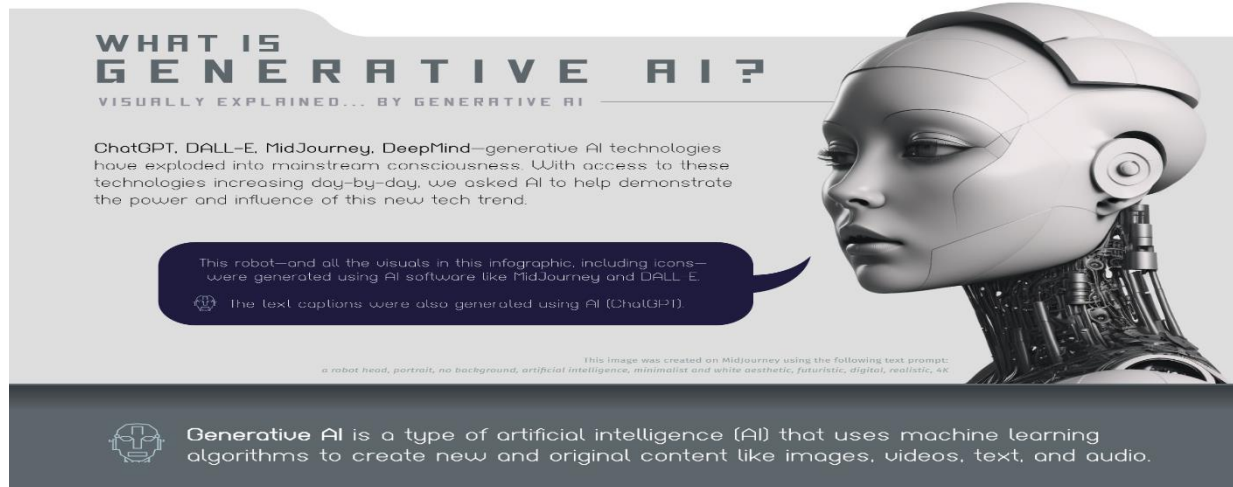 WHAT IS
GENERATIVE AI?
VISUALLY EXPLAINED... BY GENERATIVE AI
ChatGPT, DALL-E, MidJourney, DeepMind—generative AI technologies
have exploded into mainstream consciousness. With access to these
technologies increasing day-by-day, we asked AI to help demonstrate
the power and influence of this new tech trend.
This robot—and all the visuals in this infographic, including icons—
were generated using AI software like MidJourney and DALL E.
The text captions were also generated using AI (ChatGPT).
This image was created on MidJourney using the following text prompt:
a robot head, portrait, no background, artificial intelligence, minimalist and white aesthetic, futuristic, digital, realistic, 4K
Generative AI is a type of artificial intelligence (AI) that uses machine learning
algorithms to create new and original content like images, videos, text, and audio.